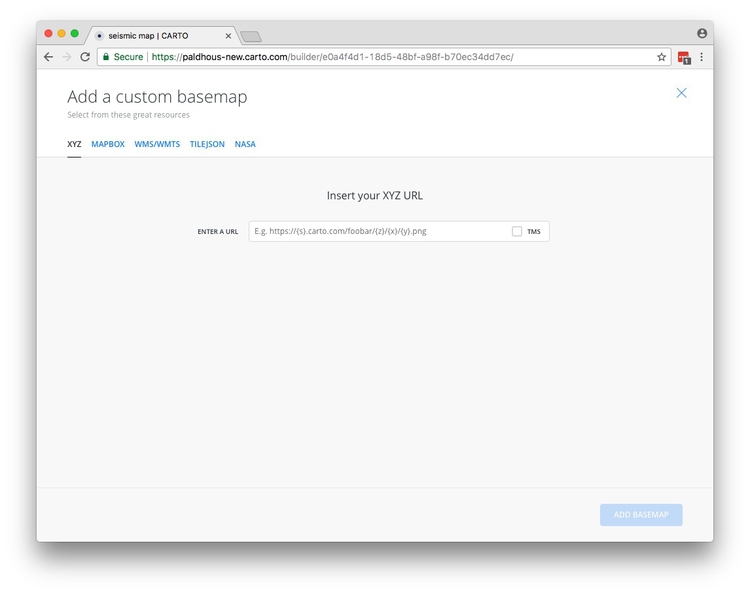 seismic map | CARTO
Secure https://paldhous-new.carto.com/builder/e0a4f4d1-18d5-48bf-a98f-b70ec34dd7ec/
1
Add a custom basemap
Select from these great resources
XYZ MAPBOX WMS/WMTS TILEJSON NASA
Insert your XYZ URL
ENTER A URL E.g. https://{s}.carto.com/foobar/{z}/{x}/{y}.png TMS
ADD BASEMAP